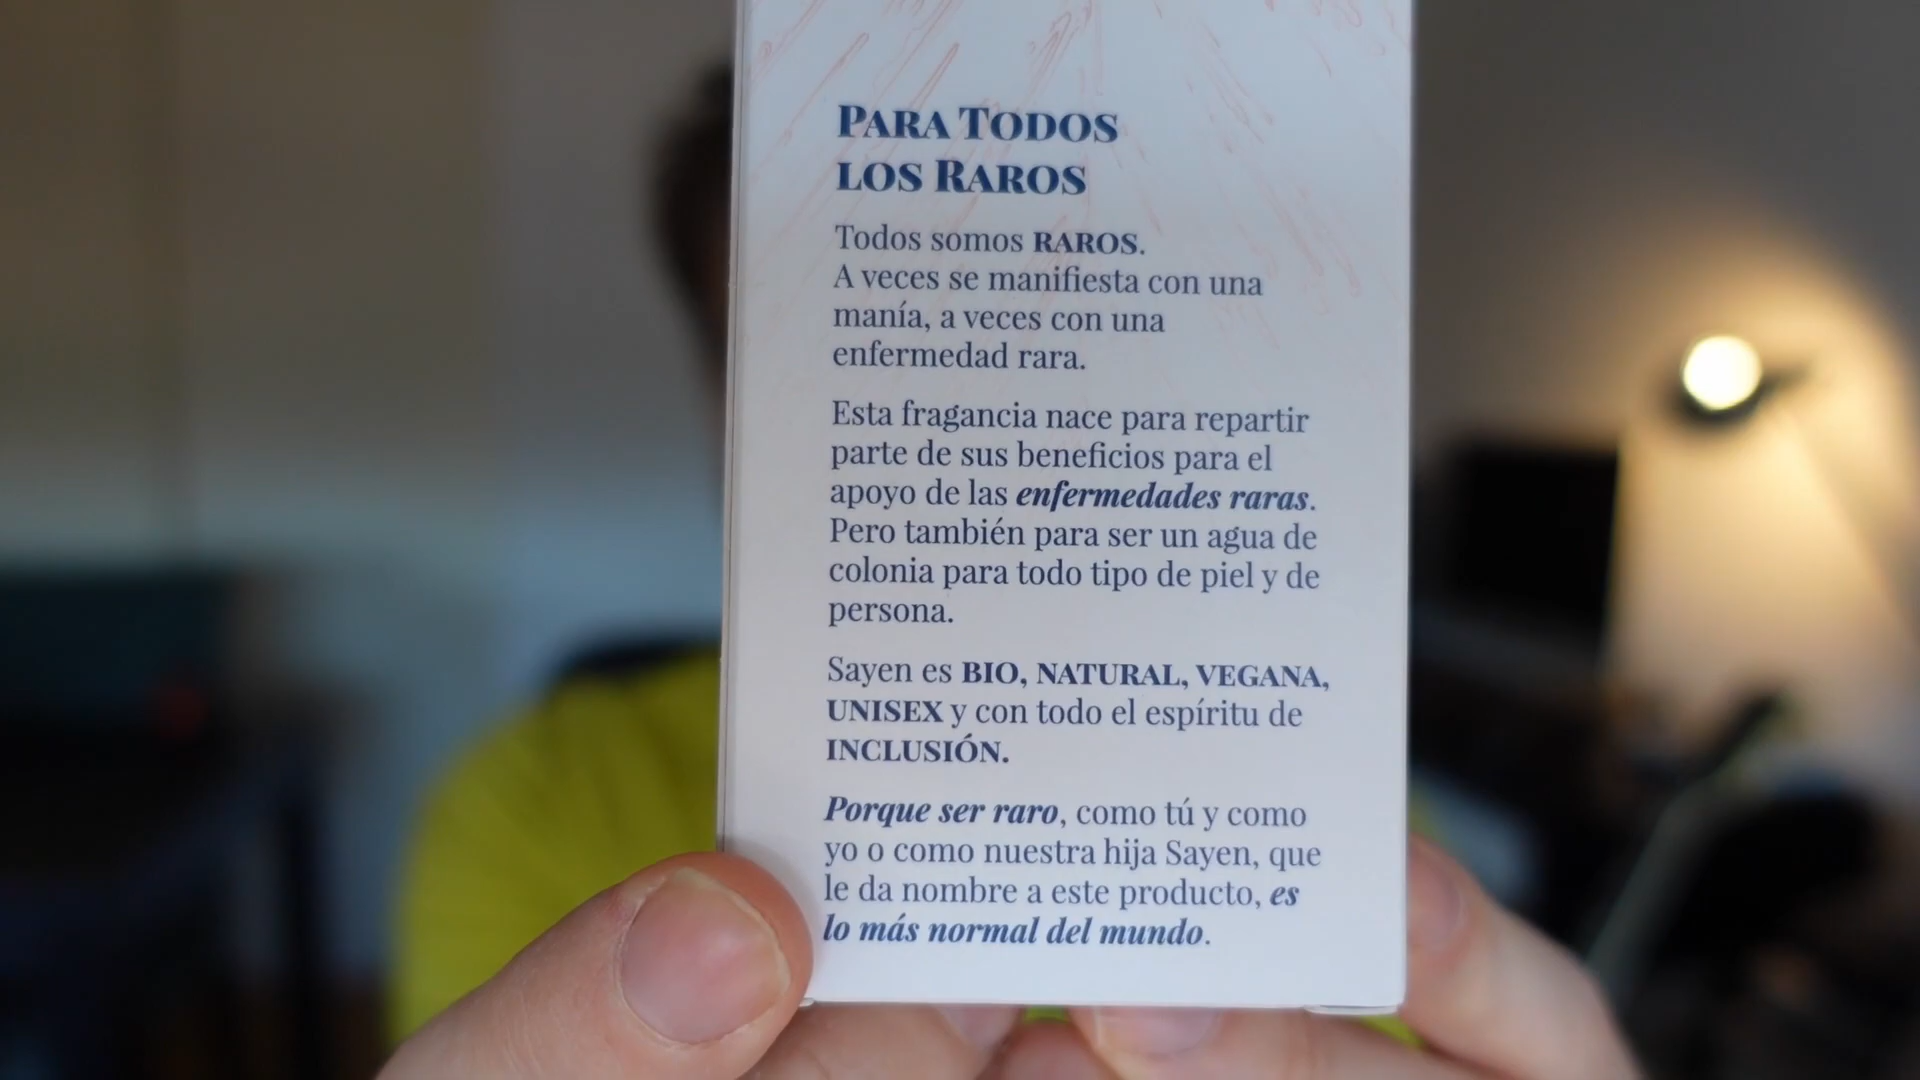 PARA TODOS
LOS RAROS
Todos somos RAROS.
A veces se manifiesta con una
manía, a veces con una
enfermedad rara.
Esta fragancia nace para repartir
parte de sus beneficios para el
apoyo de las enfermedades raras.
Pero también para ser un agua de
colonia para todo tipo de piel y de
persona.
Sayen es BIO, NATURAL, VEGANA,
UNISEX y con todo el espíritu de
INCLUSIÓN.
Porque ser raro, como tú y como
yo o como nuestra hija Sayen, que
le da nombre a este producto, es
lo más normal del mundo.